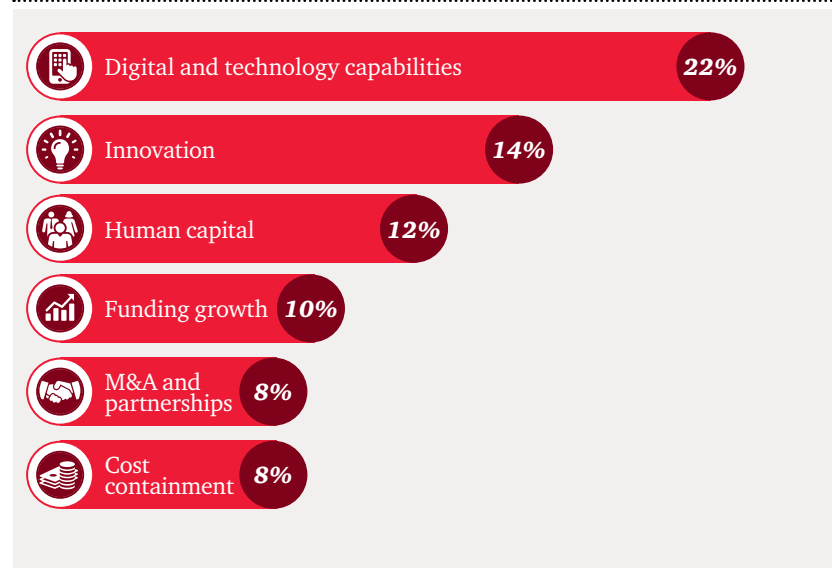 Digital and technology capabilities 22%
Innovation 14%
Human capital 12%
Funding growth 10%
M&A and
partnerships 8%
Cost
containment 8%